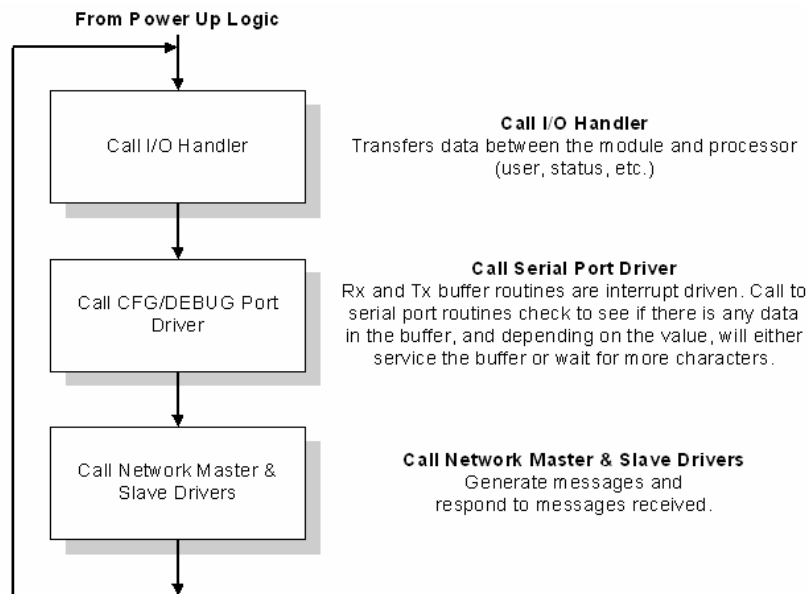 From Power Up Logic
Call I/O Handler
Call I/O Handler
Transfers data between the module and processor
(user, status, etc.)
Call CFG/DEBUG Port
Driver
Call Serial Port Driver
Rx and Tx buffer routines are interrupt driven. Call to
serial port routines check to see if there is any data
in the buffer, and depending on the value, will either
service the buffer or wait for more characters.
Call Network Master &
Slave Drivers
Call Network Master & Slave Drivers
Generate messages and
respond to messages received.